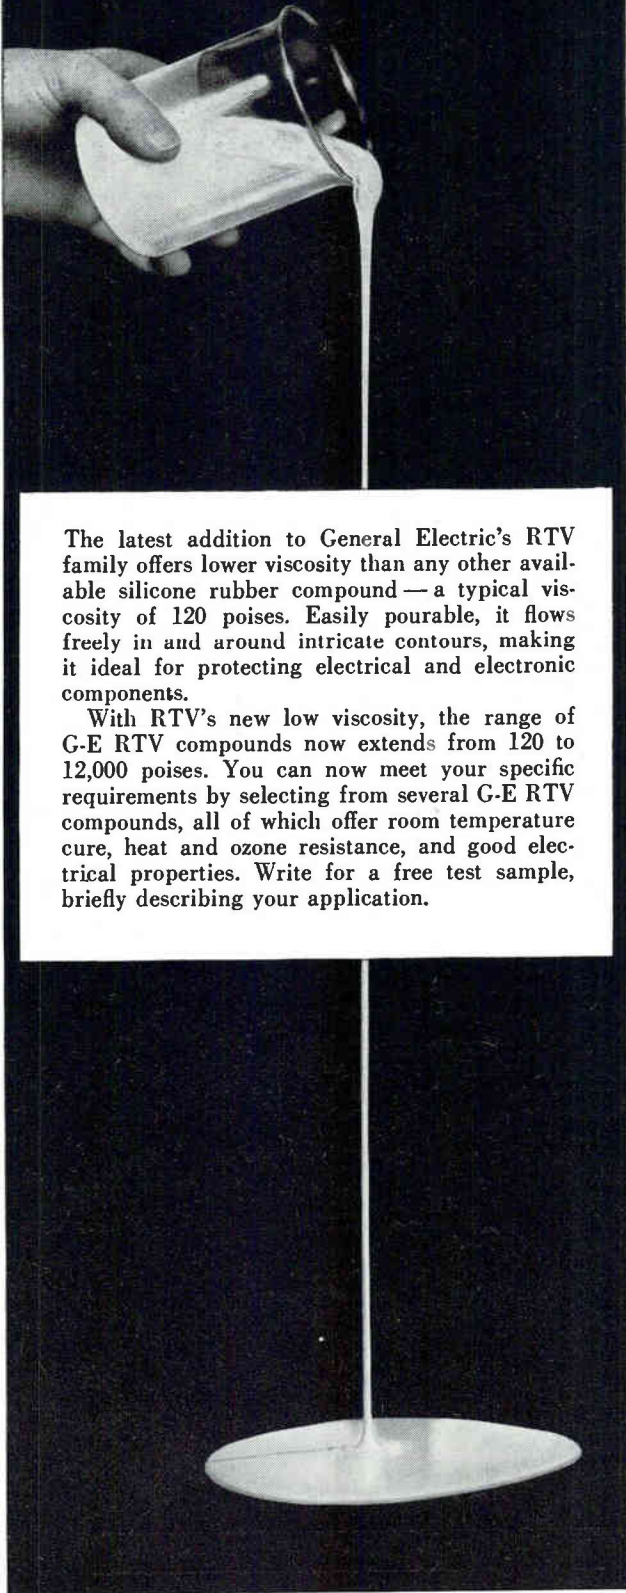 The latest addition to General Electric's RTV
family offers lower viscosity than any other avail-
able silicone rubber compound — a typical vis-
cosity of 120 poises. Easily pourable, it flows
freely in and around intricate contours, making
it ideal for protecting electrical and electronic
components.
With RTV's new low viscosity, the range of
G-E RTV compounds now extends from 120 to
12,000 poises. You can now meet your specific
requirements by selecting from several G-E RTV
compounds, all of which offer room temperature
cure, heat and ozone resistance, and good elec-
trical properties. Write for a free test sample,
briefly describing your application.